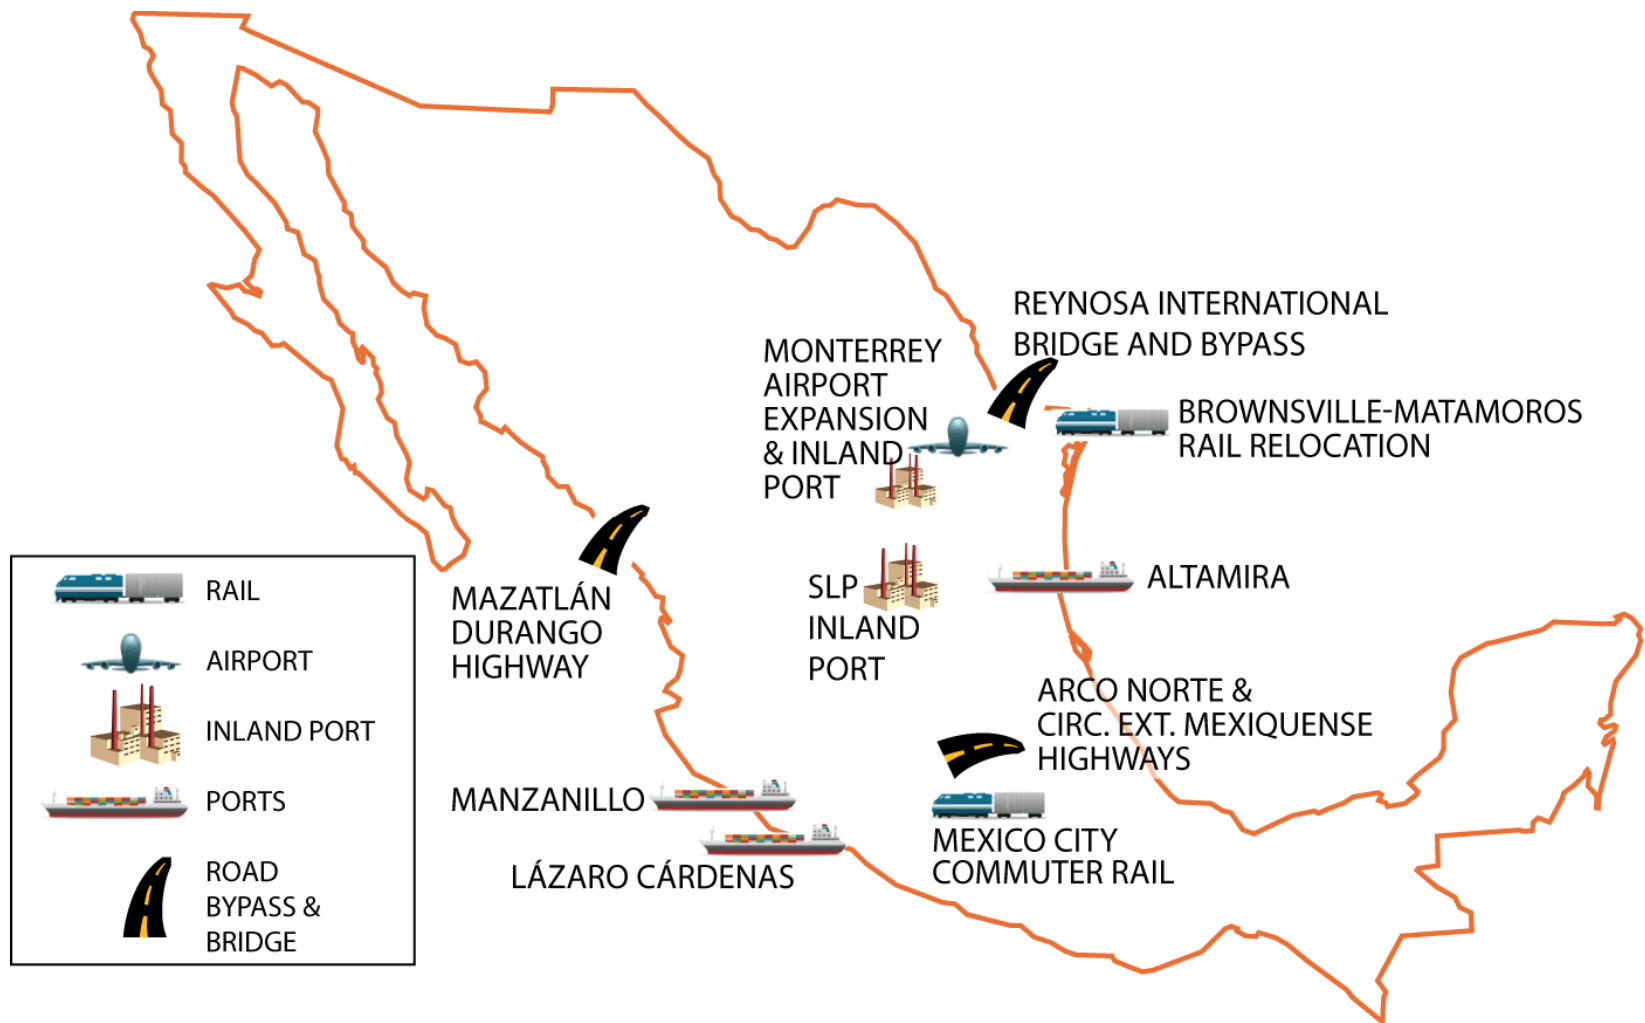 REYNOSA INTERNATIONAL
BRIDGE AND BYPASS
MONTERREY
AIRPORT
EXPANSION
& INLAND
PORT
BROWNSVILLE-MATAMOROS
RAIL RELOCATION
MAZATLÁN
DURANGO
HIGHWAY
SLP
INLAND
PORT
ALTAMIRA
ARCO NORTE &
CIRC. EXT. MEXIQUENSE
HIGHWAYS
MANZANILLO
LÁZARO CÁRDENAS
MEXICO CITY
COMMUTER RAIL
RAIL
AIRPORT
INLAND PORT
PORTS
ROAD
BYPASS &
BRIDGE